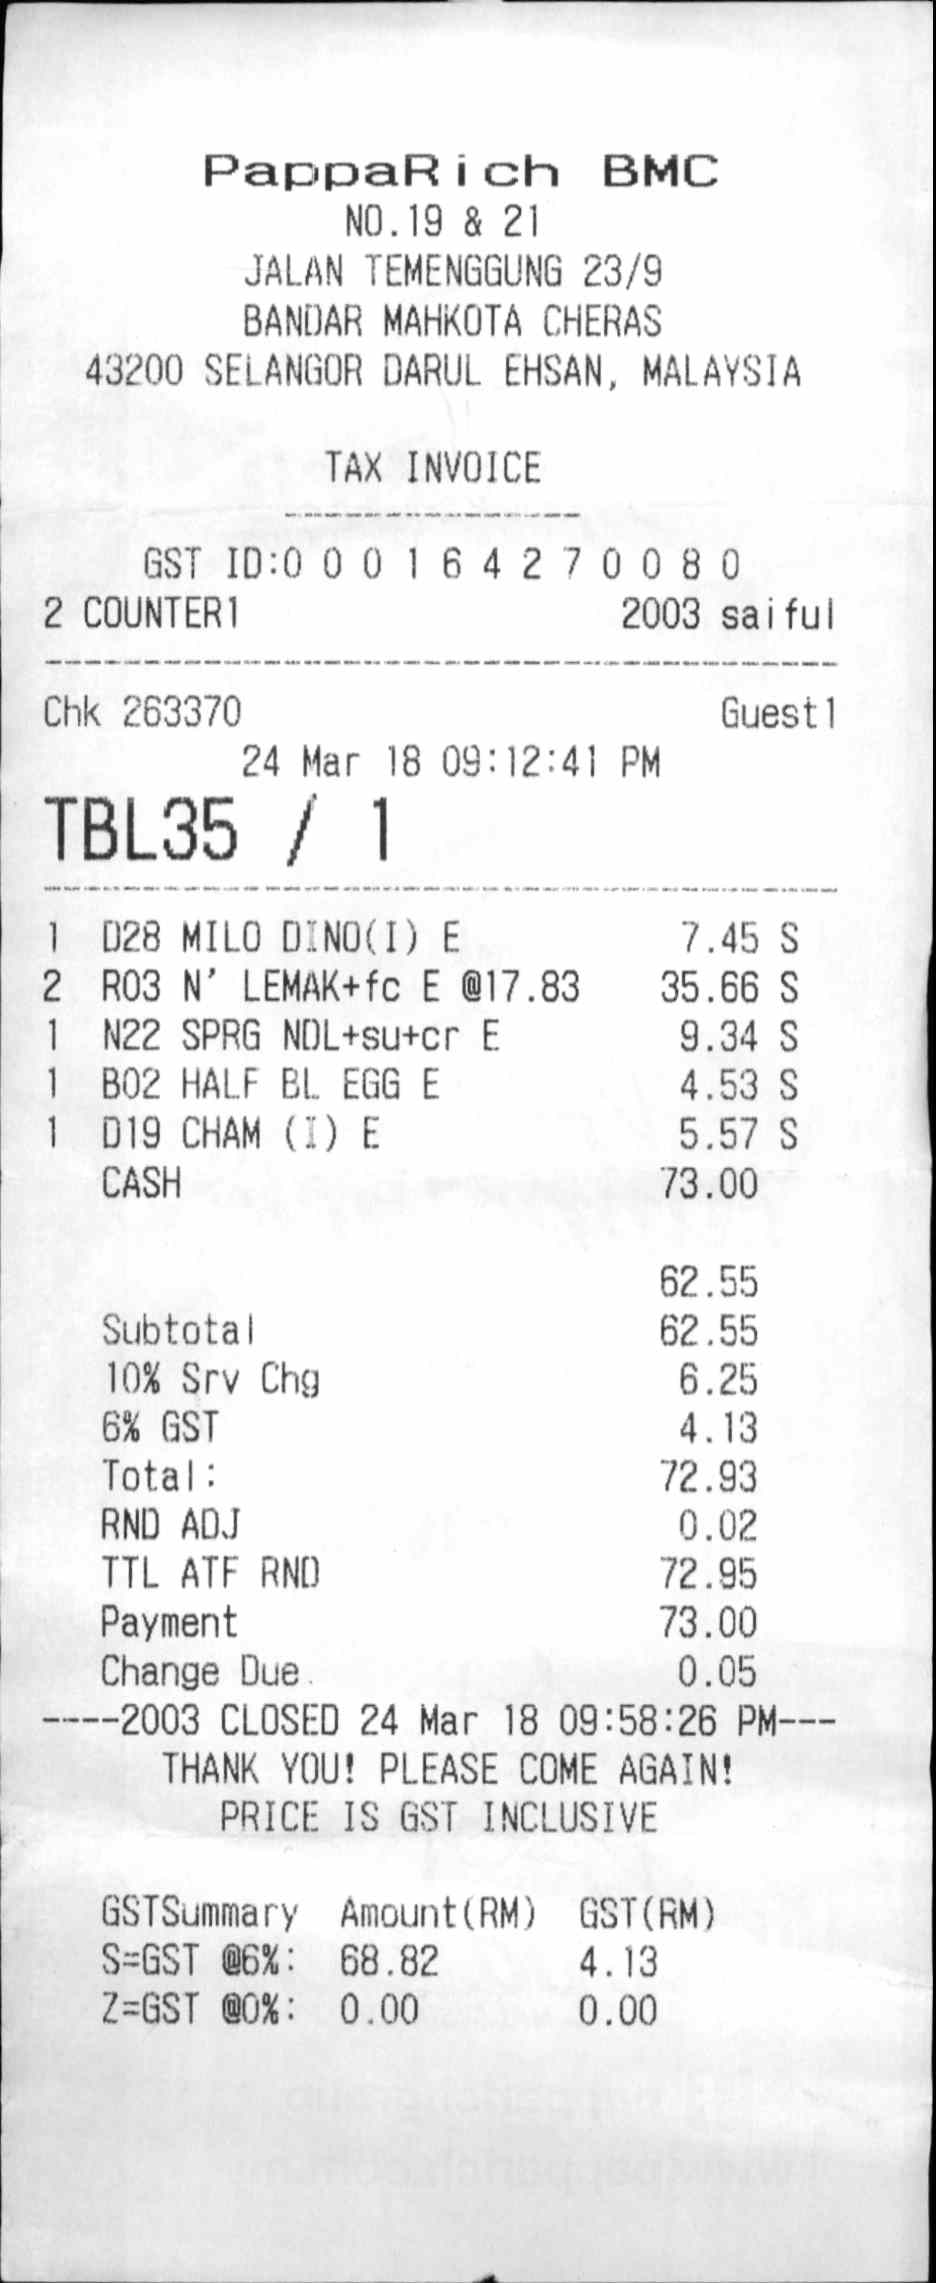 PappaRich BMC
NO.19 & 21
JALAN TEMENGGUNG 23/9
BANDAR MAHKOTA CHERAS
43200 SELANGOR DARUL EHSAN, MALAYSIA
TAX INVOICE
---------------
GST ID:0 0 0 1 6 4 2 7 0 0 8 0
2 COUNTER1 2003 saiful
----------------------------------------
Chk 263370 Guest1
24 Mar 18 09:12:41 PM
TBL35 / 1
----------------------------------------
1 D28 MILO DINO(I) E 7.45 S
2 R03 N' LEMAK+fc E @17.83 35.66 S
1 N22 SPRG NDL+su+cr E 9.34 S
1 B02 HALF BL EGG E 4.53 S
1 D19 CHAM (I) E 5.57 S
CASH 73.00
62.55
Subtotal 62.55
10% Srv Chg 6.25
6% GST 4.13
Total: 72.93
RND ADJ 0.02
TTL ATF RND 72.95
Payment 73.00
Change Due 0.05
----2003 CLOSED 24 Mar 18 09:58:26 PM---
THANK YOU! PLEASE COME AGAIN!
PRICE IS GST INCLUSIVE
GSTSummary Amount(RM) GST(RM)
S=GST @6%: 68.82 4.13
Z=GST @0%: 0.00 0.00